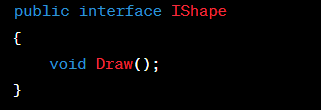 public interface IShape
{
    void Draw();
}